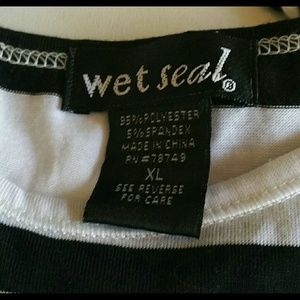 wet seal®
95% POLYESTER
5% SPANDEX
MADE IN CHINA
RN #78749
XL
SEE REVERSE
FOR CARE